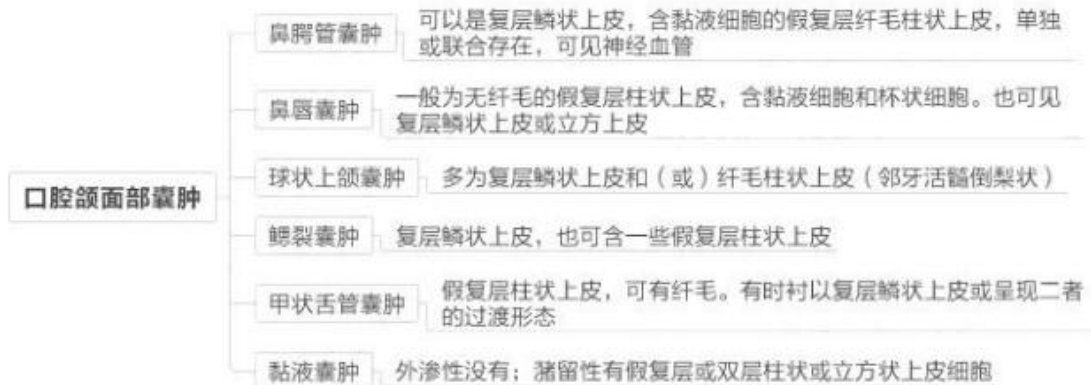 鼻腭管囊肿
可以是复层鳞状上皮，含黏液细胞的假复层纤毛柱状上皮，单独
或联合存在，可见神经血管
鼻唇囊肿
一般为无纤毛的假复层柱状上皮，含黏液细胞和杯状细胞。也可见
复层鳞状上皮或立方上皮
口腔颌面部囊肿
球状上颌囊肿
多为复层鳞状上皮和（或）纤毛柱状上皮（邻牙活髓倒梨状）
鳃裂囊肿
复层鳞状上皮，也可含一些假复层柱状上皮
甲状舌管囊肿
假复层柱状上皮，可有纤毛。有时衬以复层鳞状上皮或呈现二者
的过渡形态
黏液囊肿
外渗性没有；潴留性有假复层或双层柱状或立方状上皮细胞